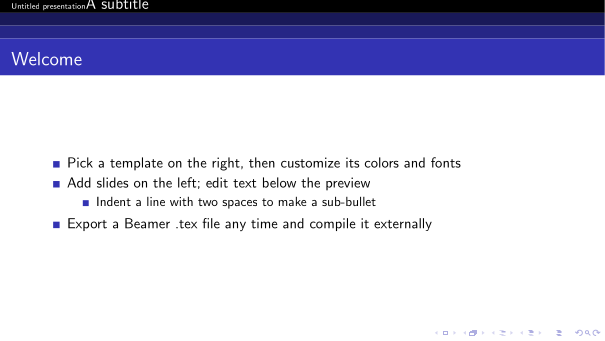 Untitled presentationA subtitle
Welcome
Pick a template on the right, then customize its colors and fonts
Add slides on the left; edit text below the preview
Indent a line with two spaces to make a sub-bullet
Export a Beamer .tex file any time and compile it externally